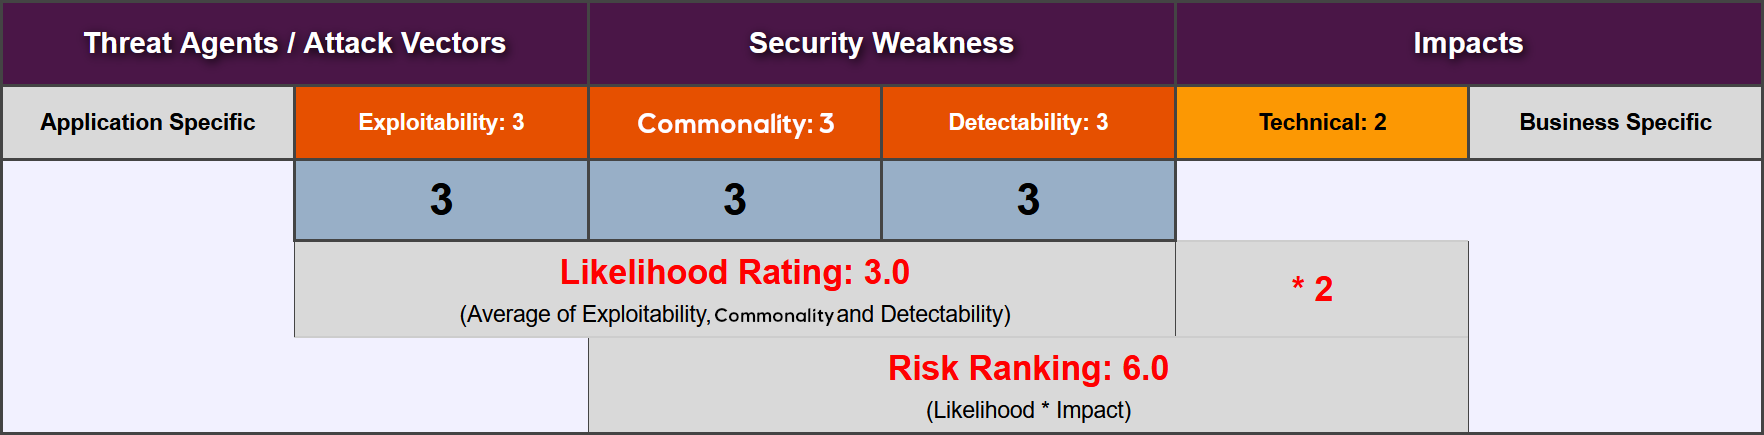 Threat Agents / Attack Vectors Security Weakness Impacts
Application Specific Exploitability: 3 Commonality: 3 Detectability: 3 Technical: 2 Business Specific
3 3 3
Likelihood Rating: 3.0
* 2
(Average of Exploitability, Commonality and Detectability)
Risk Ranking: 6.0
(Likelihood * Impact)